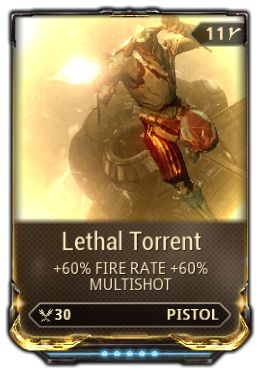 11
Lethal Torrent
+60% FIRE RATE +60%
MULTISHOT
30 PISTOL